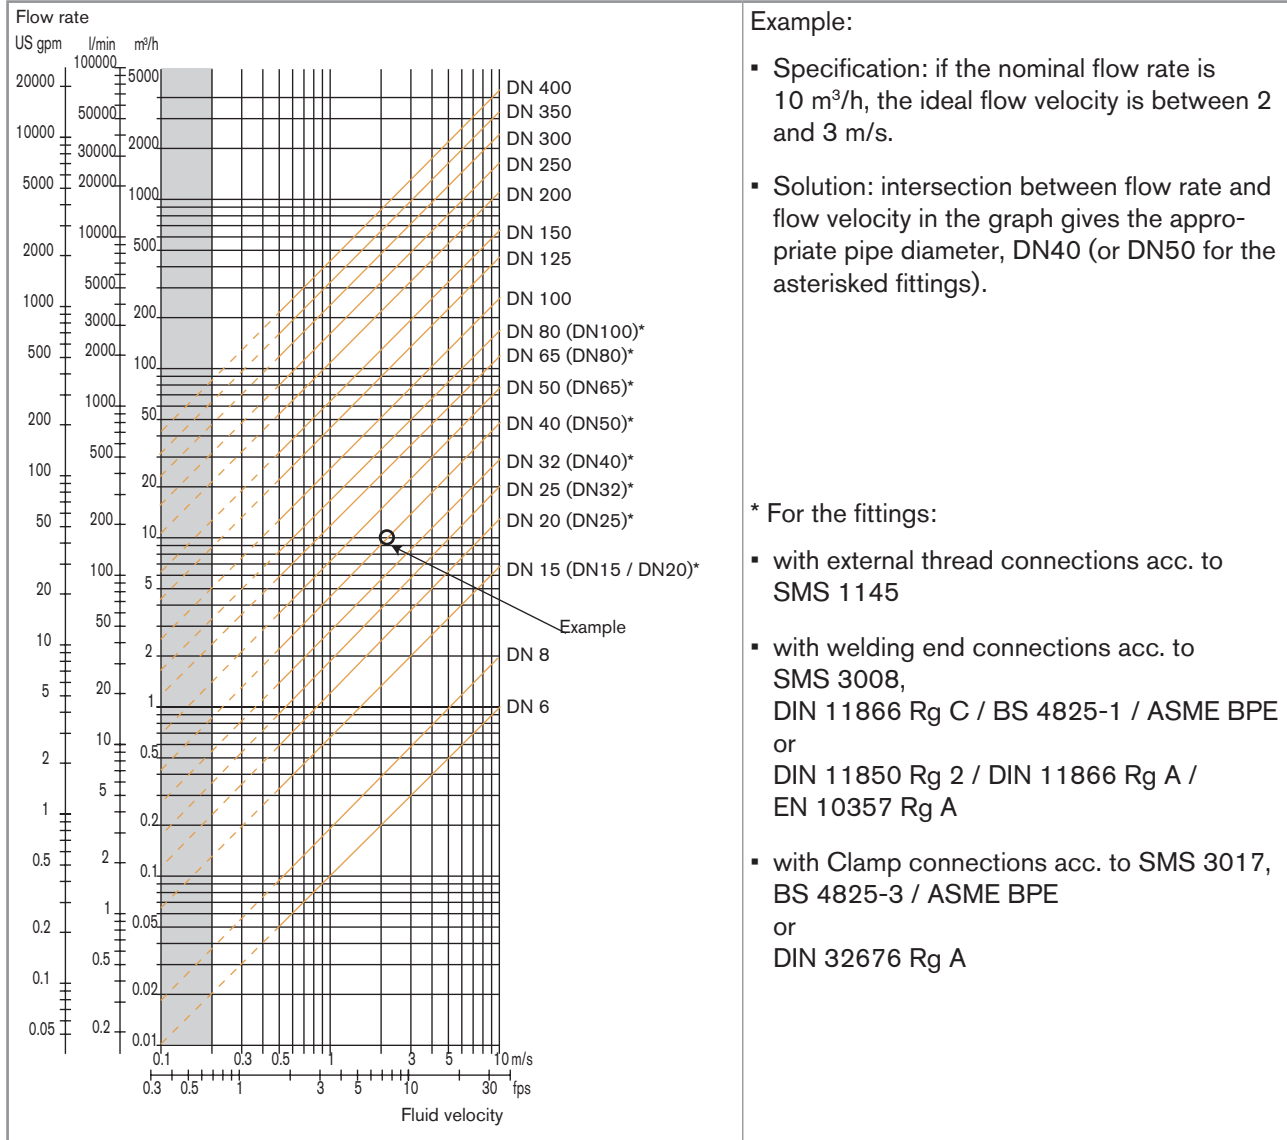 Flow rate
US gpm l/min m³/h
20000
10000
5000
2000
1000
500
200
100
50
20
10
5
2
1
0.5
0.2
0.1
0.05
100000
50000
30000
20000
10000
5000
3000
2000
1000
500
200
100
50
20
10
5
2
1
0.5
0.2
5000
2000
1000
500
200
100
50
20
10
5
2
1
0.5
0.2
0.1
0.05
0.02
0.01
DN 400
DN 350
DN 300
DN 250
DN 200
DN 150
DN 125
DN 100
DN 80 (DN100)*
DN 65 (DN80)*
DN 50 (DN65)*
DN 40 (DN50)*
DN 32 (DN40)*
DN 25 (DN32)*
DN 20 (DN25)*
DN 15 (DN15 / DN20)*
Example
DN 8
DN 6
0.1 0.3 0.5 1 3 5 10 m/s
0.3 0.5 1 3 5 10 30 fps
Fluid velocity
Example:
▪ Specification: if the nominal flow rate is
10 m³/h, the ideal flow velocity is between 2
and 3 m/s.
▪ Solution: intersection between flow rate and
flow velocity in the graph gives the appro-
priate pipe diameter, DN40 (or DN50 for the
asterisked fittings).
* For the fittings:
▪ with external thread connections acc. to
SMS 1145
▪ with welding end connections acc. to
SMS 3008,
DIN 11866 Rg C / BS 4825-1 / ASME BPE
or
DIN 11850 Rg 2 / DIN 11866 Rg A /
EN 10357 Rg A
▪ with Clamp connections acc. to SMS 3017,
BS 4825-3 / ASME BPE
or
DIN 32676 Rg A